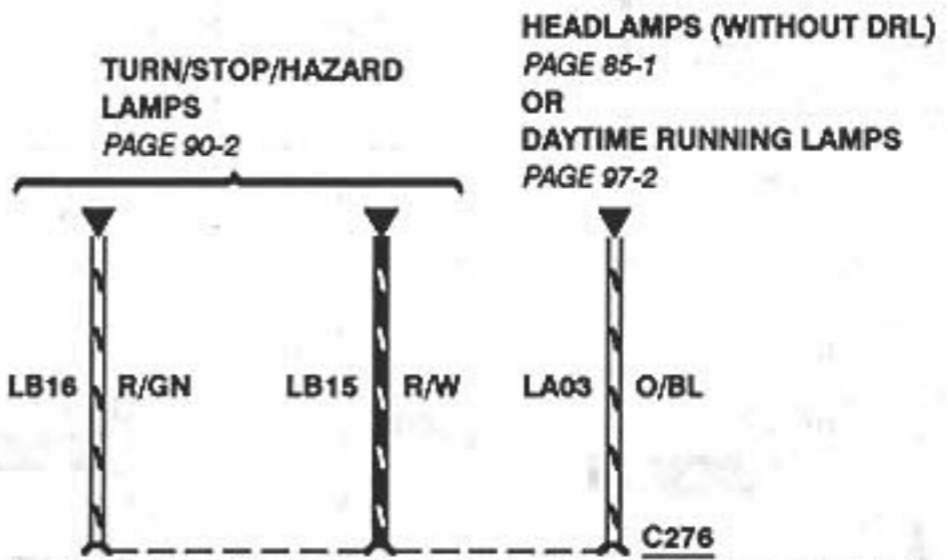 TURN/STOP/HAZARD
LAMPS
PAGE 90-2
HEADLAMPS (WITHOUT DRL)
PAGE 85-1
OR
DAYTIME RUNNING LAMPS
PAGE 97-2
LB16 R/GN
LB15 R/W
LA03 O/BL
C276